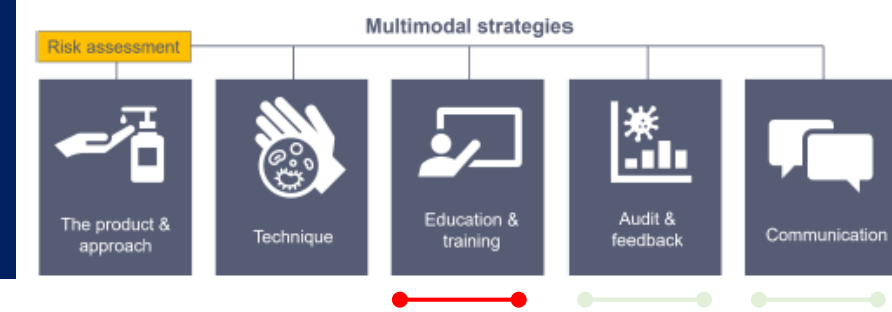 Multimodal strategies
Risk assessment
The product &
approach
Technique
Education &
training
Audit &
feedback
Communication